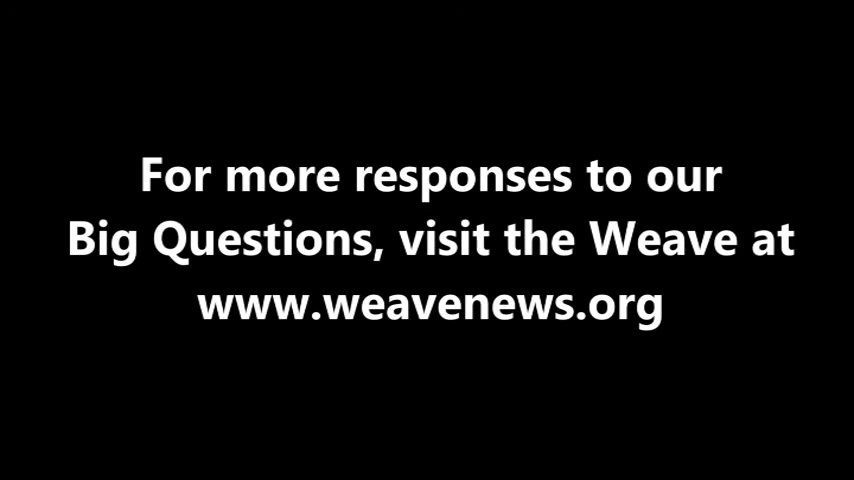 For more responses to our
Big Questions, visit the Weave at
www.weavenews.org